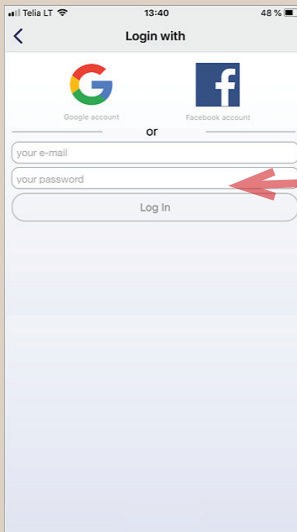 Telia LT 13:40 48 %
Login with
Google account Facebook account
or
your e-mail
your password
Log In